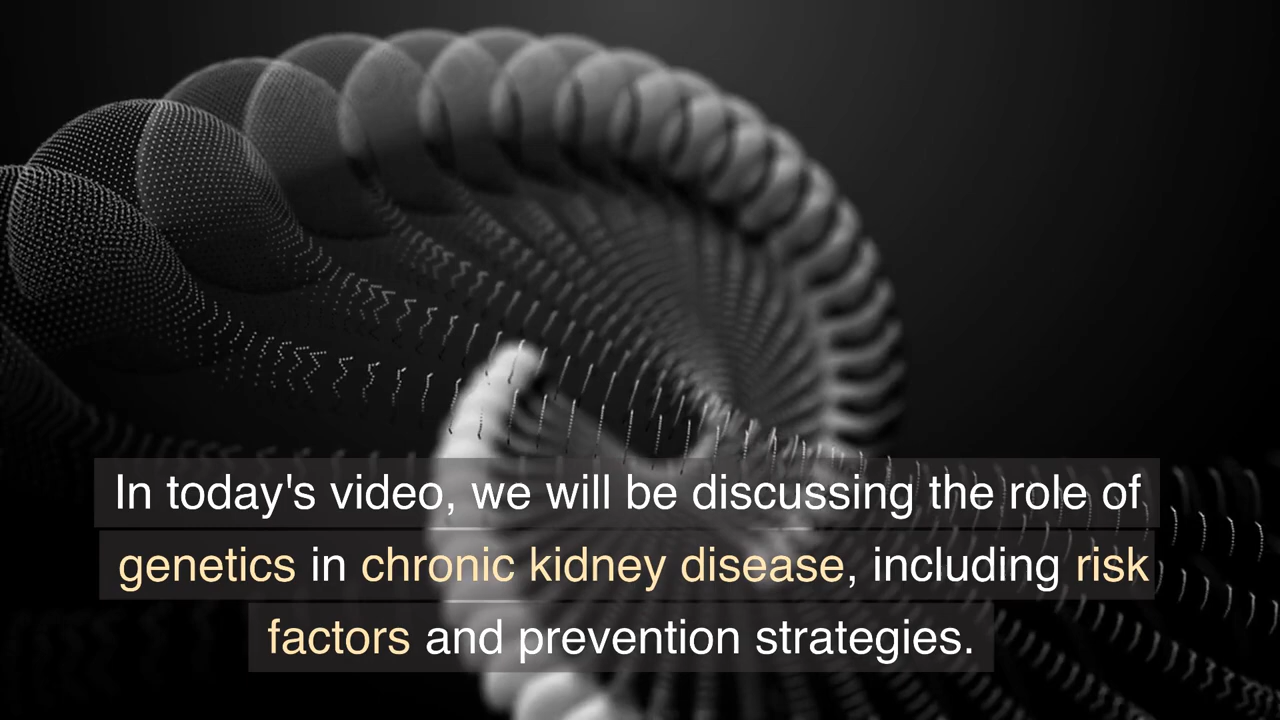 In today's video, we will be discussing the role of
genetics in chronic kidney disease, including risk
factors and prevention strategies.